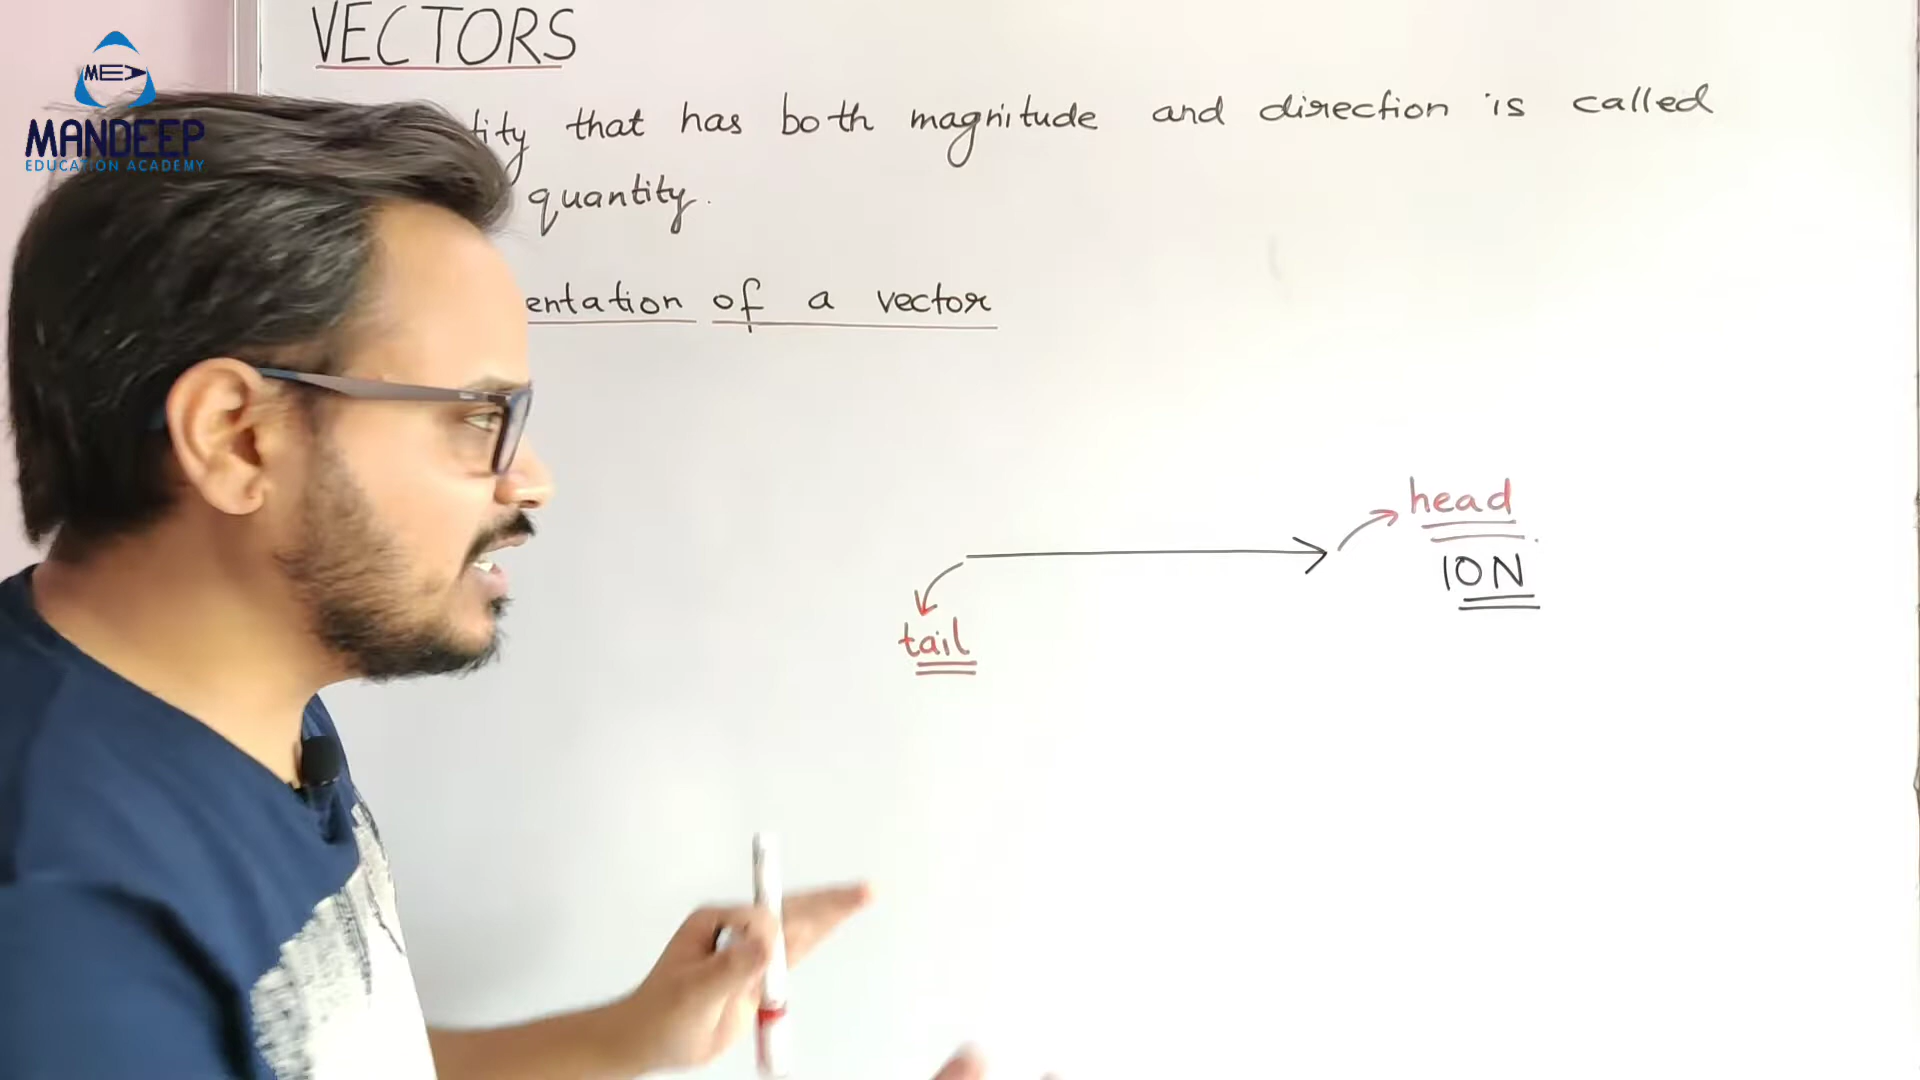 VECTORS
MEA
MANDEEP
EDUCATION ACADEMY
tity that has both magnitude and direction is called
quantity.
entation of a vector
head
10N
tail